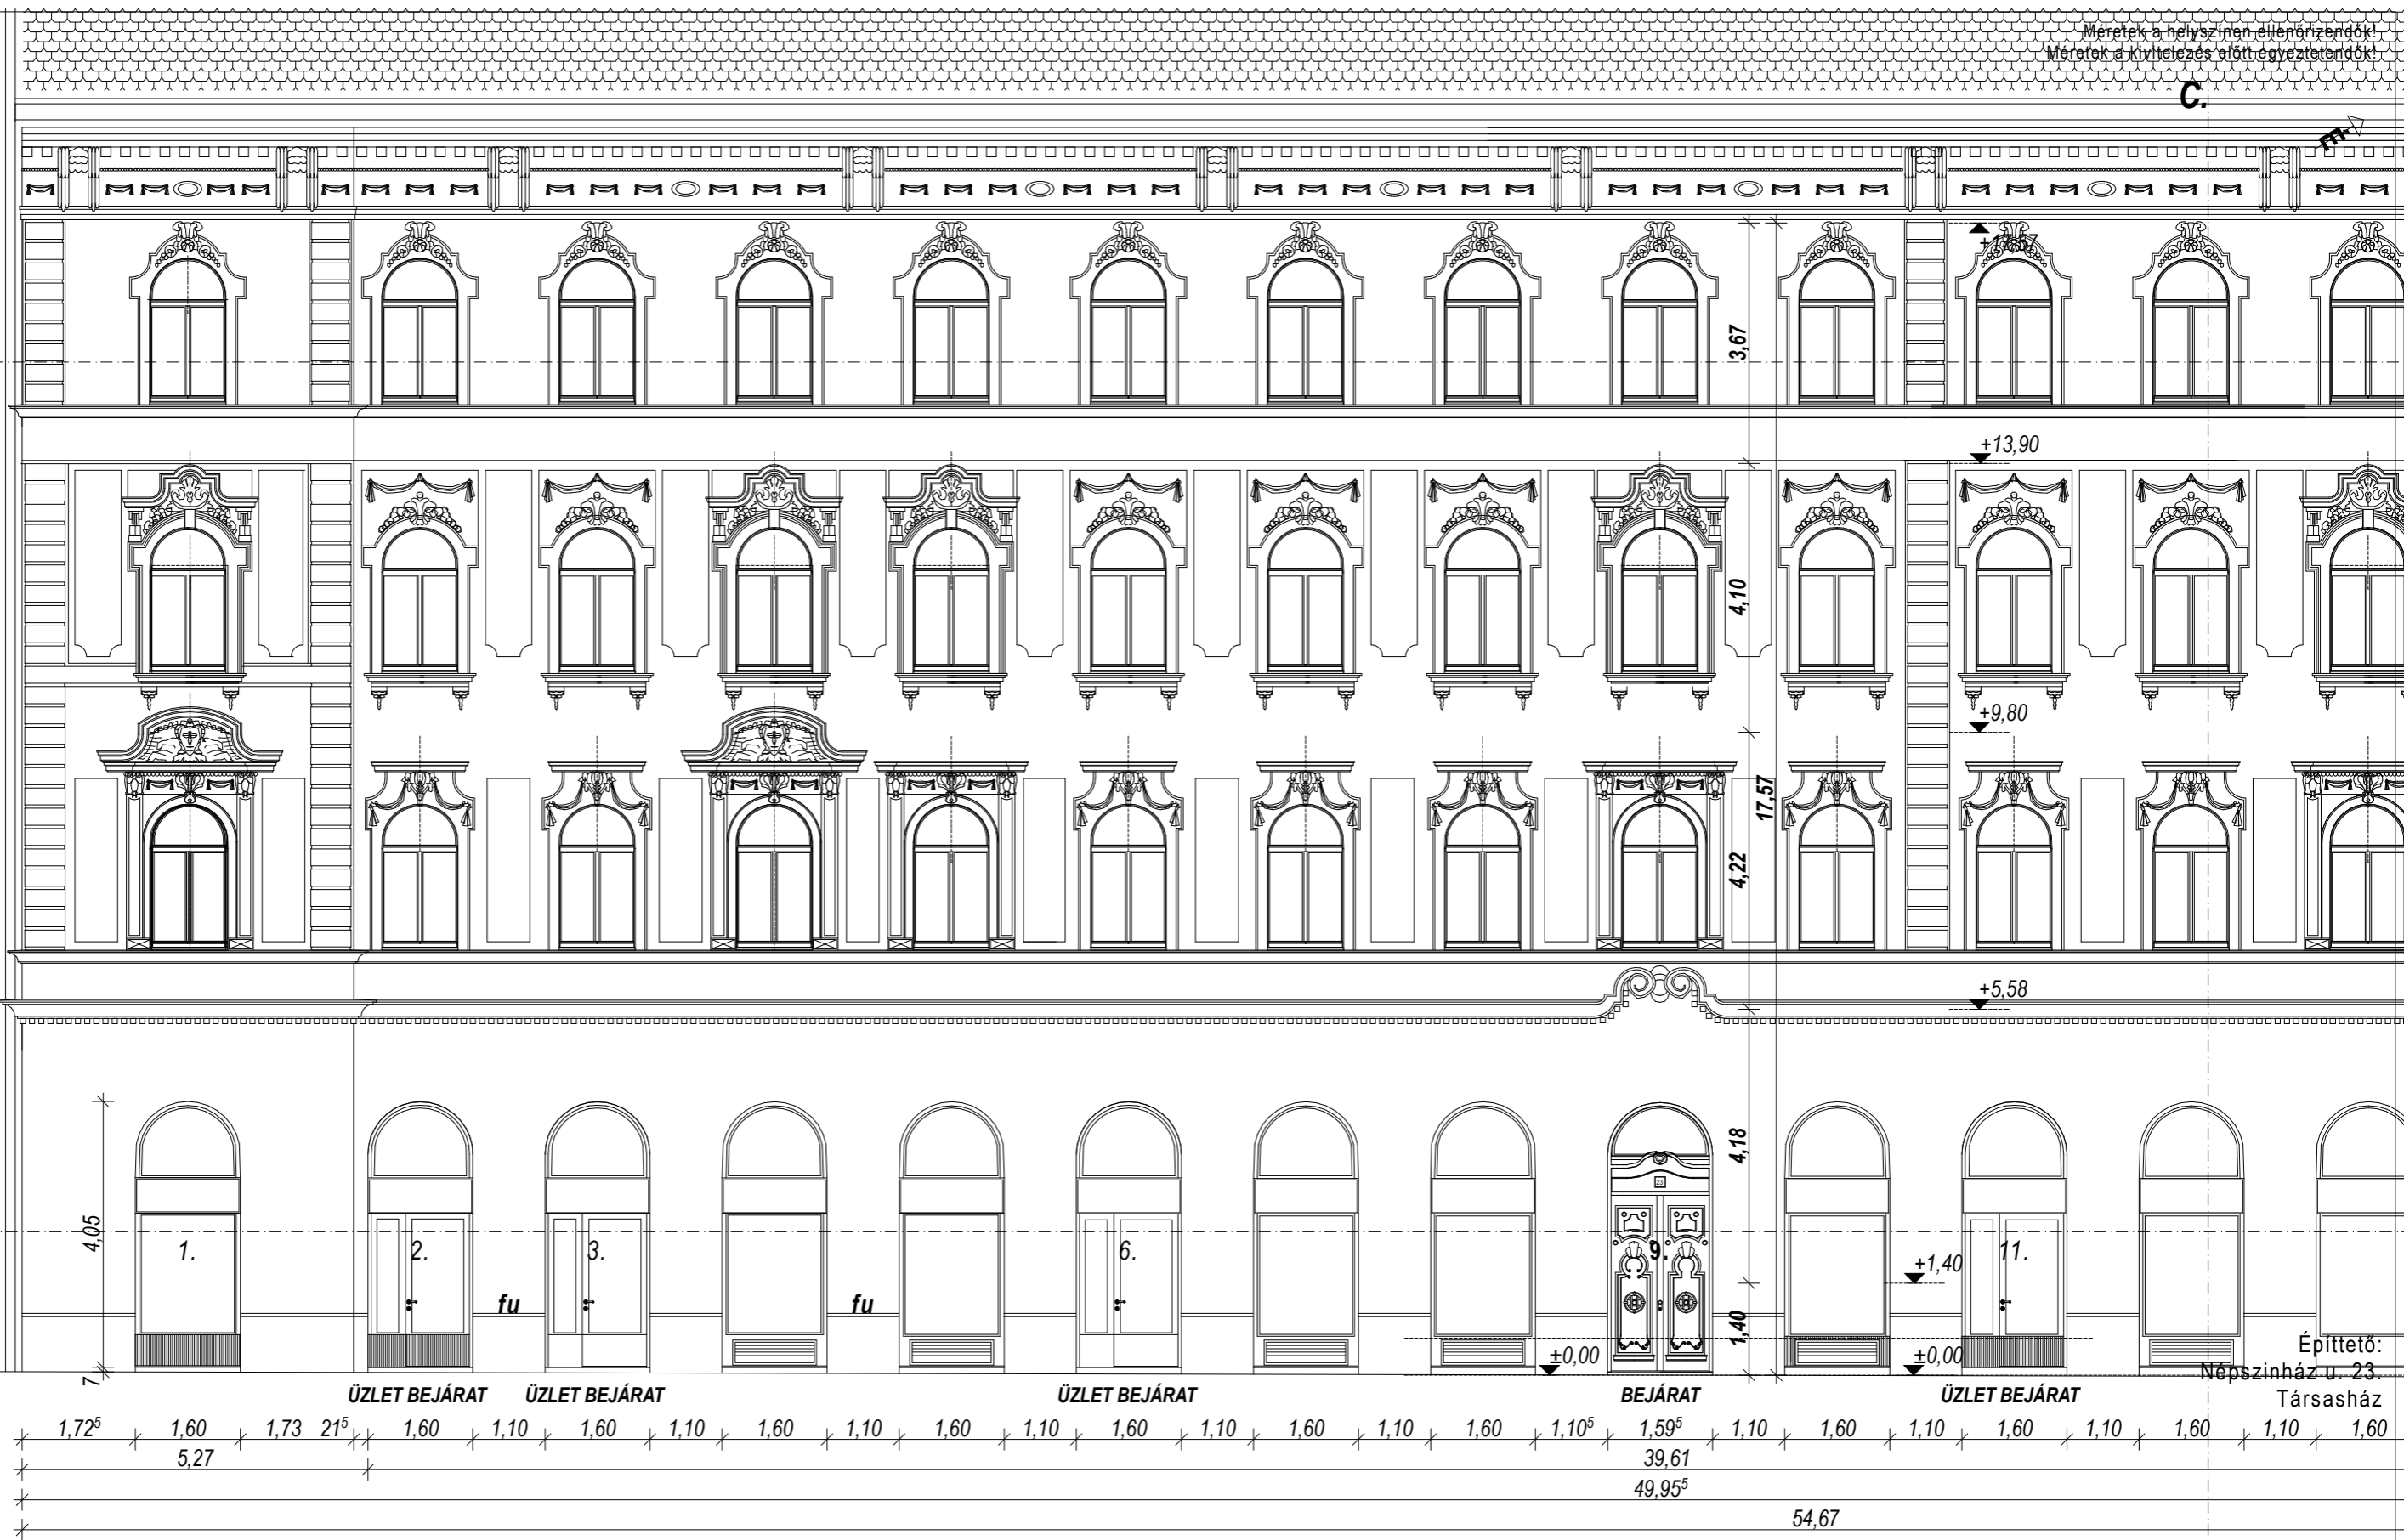 Méretek a helyszínen ellenőrizendők!
Méretek a kivitelezés előtt egyeztetendők!
C.
É
+17,57
3,67
+13,90
4,10
+9,80
17,57
4,22
+5,58
4,18
23
4,05
1.
2.
3.
6.
9.
11.
+1,40
fu
fu
1,40
±0,00
±0,00
7
Építtető:
Népszinház u. 23.
Társasház
ÜZLET BEJÁRAT
ÜZLET BEJÁRAT
ÜZLET BEJÁRAT
BEJÁRAT
ÜZLET BEJÁRAT
1,72⁵ 1,60 1,73 21⁵ 1,60 1,10 1,60 1,10 1,60 1,10 1,60 1,10 1,60 1,10 1,60 1,10 1,60 1,10⁵ 1,59⁵ 1,10 1,60 1,10 1,60 1,10 1,60 1,10 1,60
5,27 39,61
49,95⁵
54,67